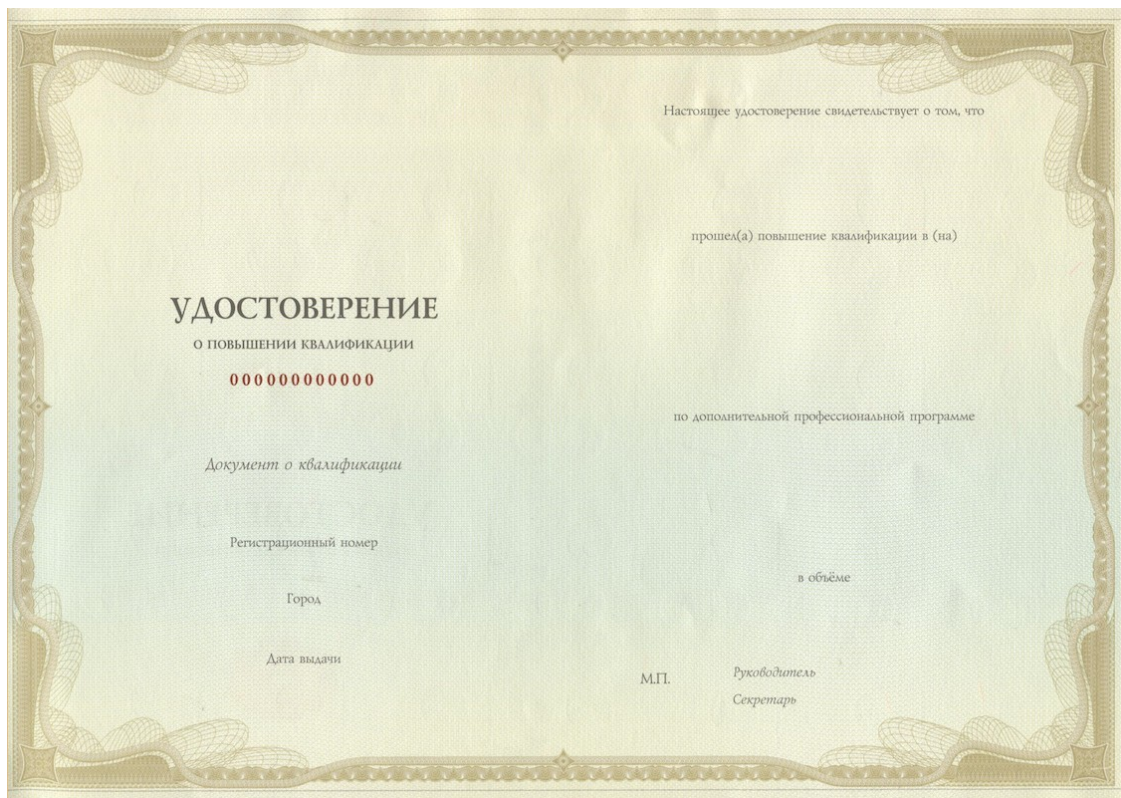 УДОСТОВЕРЕНИЕ
О ПОВЫШЕНИИ КВАЛИФИКАЦИИ
000000000000
Документ о квалификации
Регистрационный номер
Город
Дата выдачи
Настоящее удостоверение свидетельствует о том, что
прошел(а) повышение квалификации в (на)
по дополнительной профессиональной программе
в объёме
М.П.
Руководитель
Секретарь